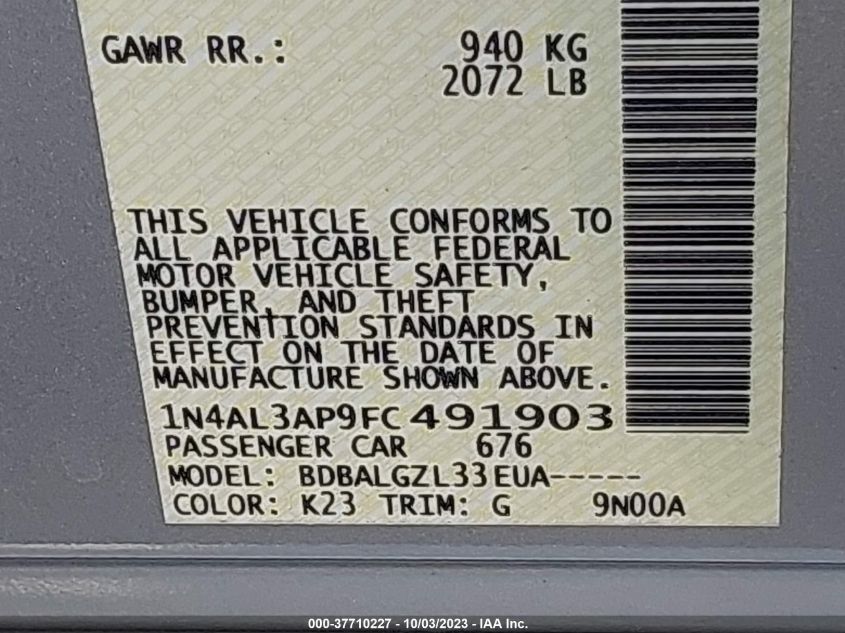 GAWR RR.: 940 KG
2072 LB
THIS VEHICLE CONFORMS TO
ALL APPLICABLE FEDERAL
MOTOR VEHICLE SAFETY,
BUMPER, AND THEFT
PREVENTION STANDARDS IN
EFFECT ON THE DATE OF
MANUFACTURE SHOWN ABOVE.
1N4AL3AP9FC491903
PASSENGER CAR 676
MODEL: BDBALGZL33EUA-----
COLOR: K23 TRIM: G 9N00A
000-37710227 - 10/03/2023 - IAA Inc.